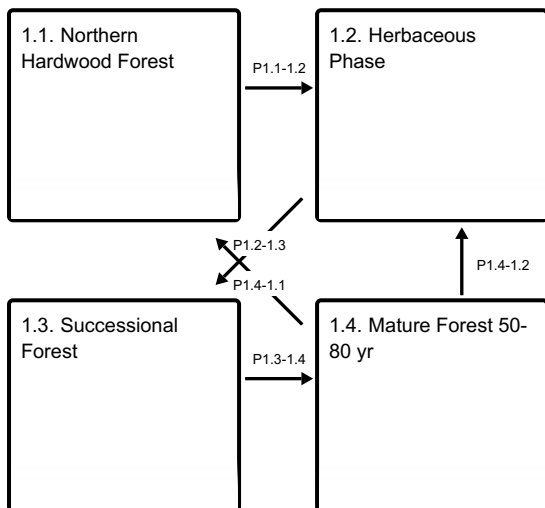 1.1. Northern
Hardwood Forest
P1.1-1.2
1.2. Herbaceous
Phase
P1.2-1.3
P1.4-1.1
P1.4-1.2
1.3. Successional
Forest
P1.3-1.4
1.4. Mature Forest 50-
80 yr